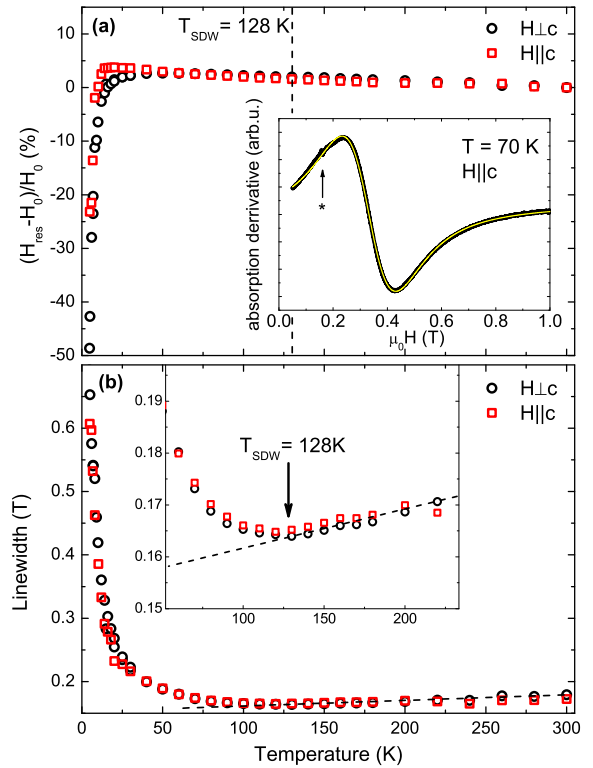 (a)
T_SDW = 128 K
H⊥c
H||c
(H_res-H_0)/H_0 (%)
10
0
-10
-20
-30
-40
-50
absorption derrivative (arb.u.)
T = 70 K
H||c
*
0.0 0.2 0.4 0.6 0.8 1.0
μ_0H (T)
(b)
H⊥c
H||c
Linewidth (T)
0.6
0.5
0.4
0.3
0.2
0.19
0.18
0.17
0.16
0.15
T_SDW = 128K
100 150 200
0 50 100 150 200 250 300
Temperature (K)